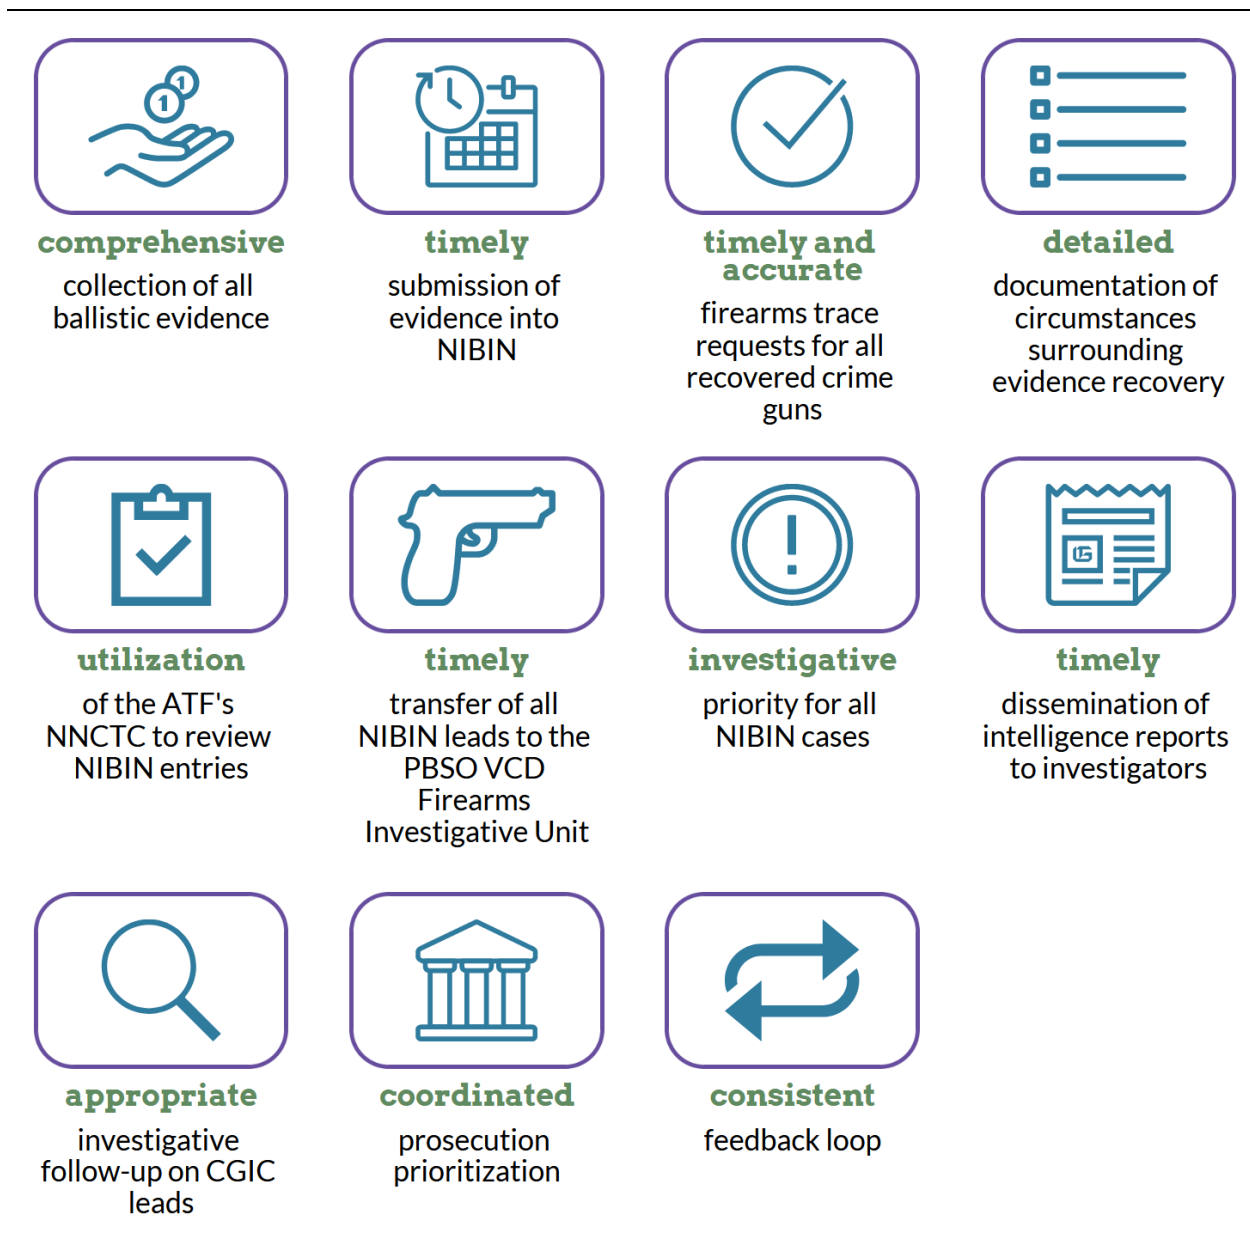 1
1
comprehensive
collection of all
ballistic evidence
timely
submission of
evidence into
NIBIN
timely and
accurate
firearms trace
requests for all
recovered crime
guns
detailed
documentation of
circumstances
surrounding
evidence recovery
utilization
of the ATF's
NNCTC to review
NIBIN entries
timely
transfer of all
NIBIN leads to the
PBSO VCD
Firearms
Investigative Unit
!
investigative
priority for all
NIBIN cases
timely
dissemination of
intelligence reports
to investigators
appropriate
investigative
follow-up on CGIC
leads
coordinated
prosecution
prioritization
consistent
feedback loop